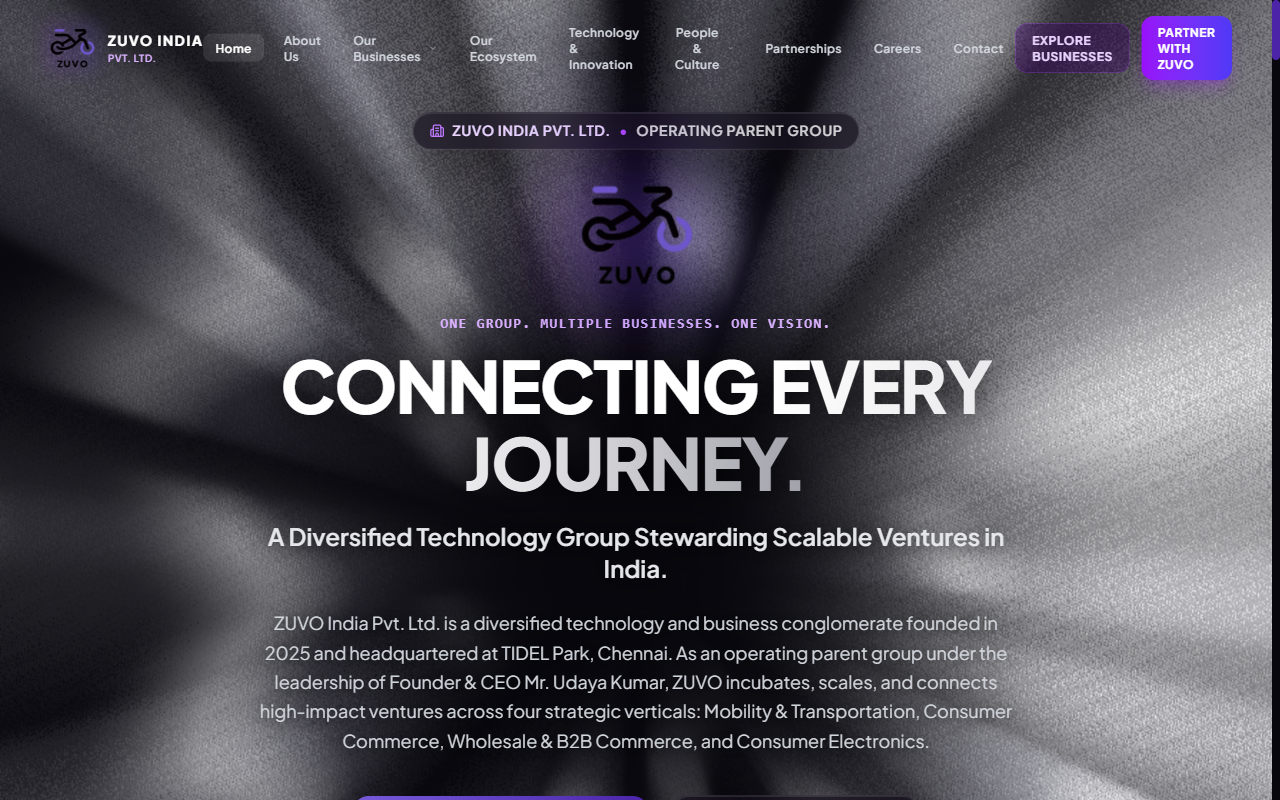 ZUVO
ZUVO INDIA
PVT. LTD.
Home
About
Us
Our
Businesses
Our
Ecosystem
Technology
&
Innovation
People
&
Culture
Partnerships
Careers
Contact
EXPLORE
BUSINESSES
PARTNER
WITH
ZUVO
ZUVO INDIA PVT. LTD. • OPERATING PARENT GROUP
ZUVO
ONE GROUP. MULTIPLE BUSINESSES. ONE VISION.
CONNECTING EVERY
JOURNEY.
A Diversified Technology Group Stewarding Scalable Ventures in
India.
ZUVO India Pvt. Ltd. is a diversified technology and business conglomerate founded in
2025 and headquartered at TIDEL Park, Chennai. As an operating parent group under the
leadership of Founder & CEO Mr. Udaya Kumar, ZUVO incubates, scales, and connects
high-impact ventures across four strategic verticals: Mobility & Transportation, Consumer
Commerce, Wholesale & B2B Commerce, and Consumer Electronics.